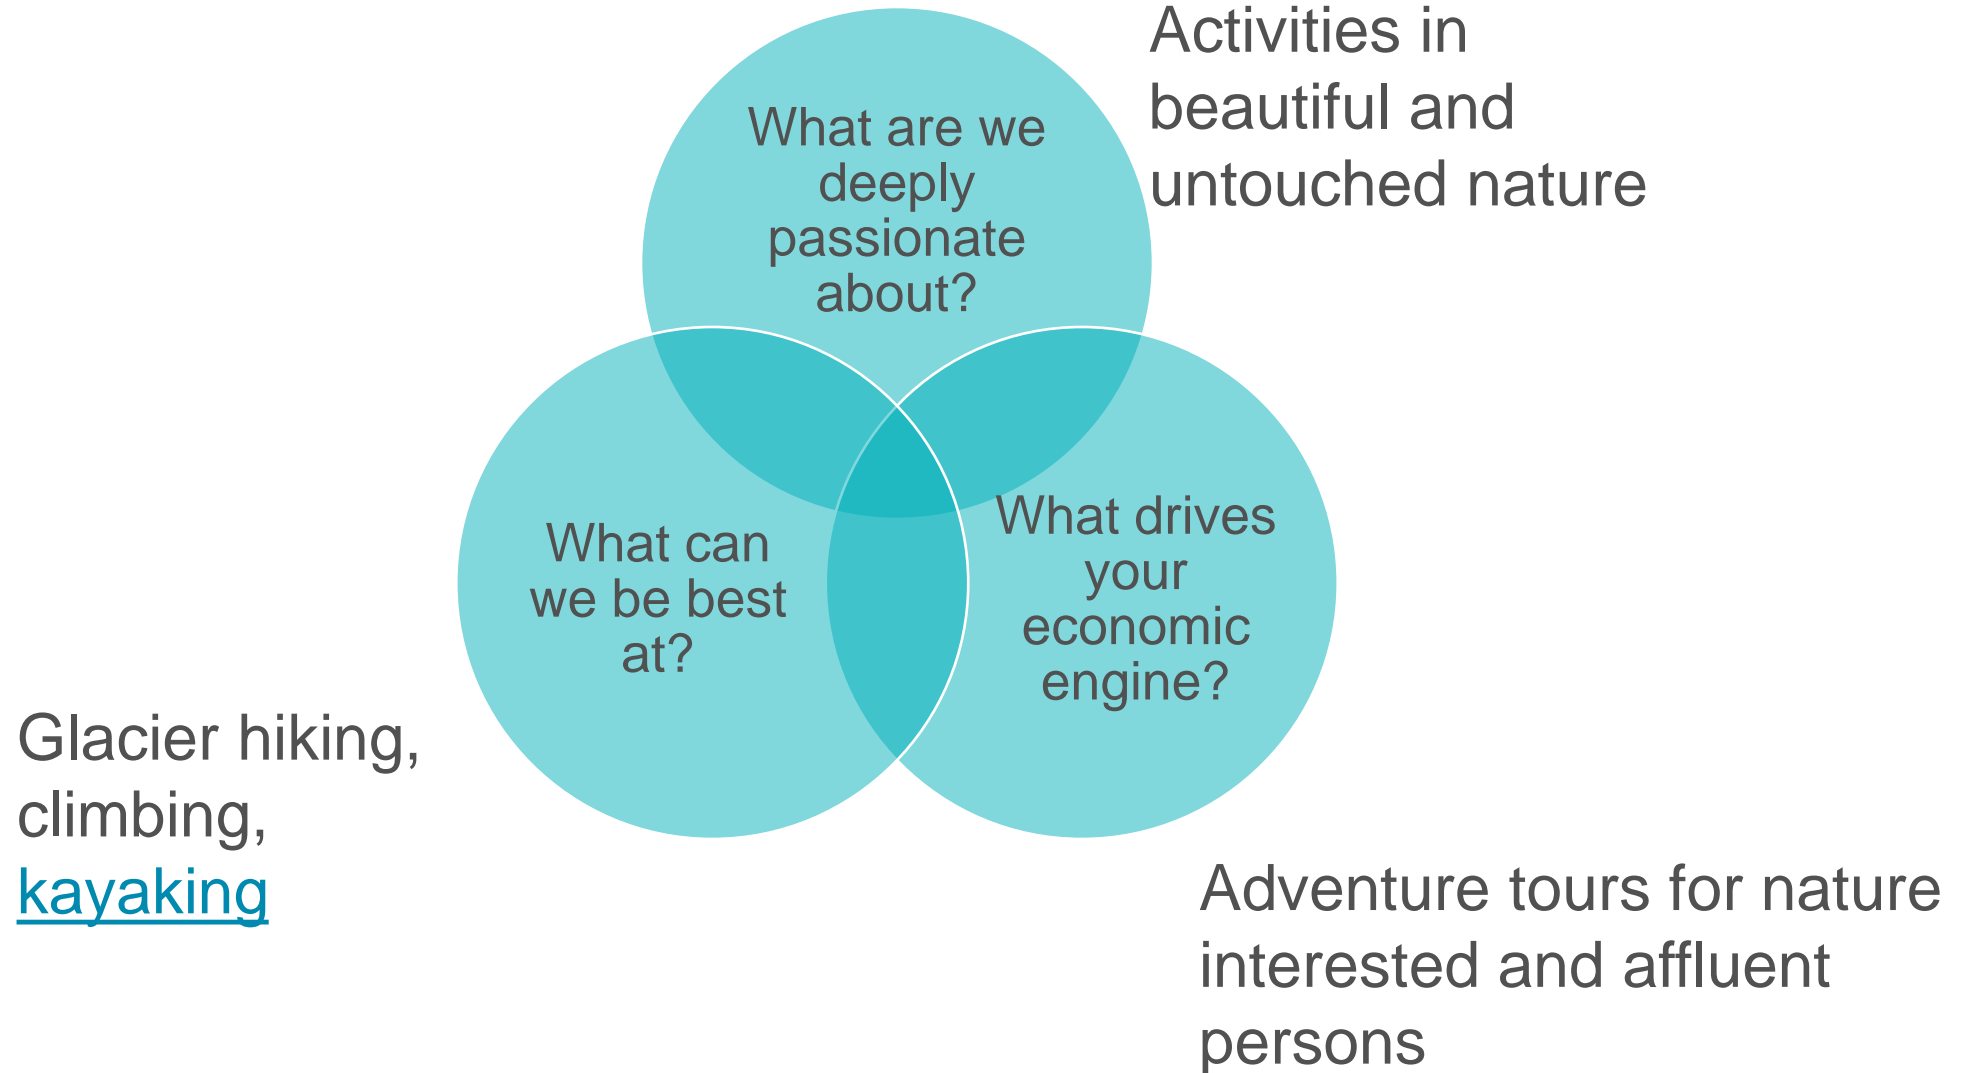 Activities in
beautiful and
untouched nature
What are we
deeply
passionate
about?
What can
we be best
at?
What drives
your
economic
engine?
Glacier hiking,
climbing,
kayaking
Adventure tours for nature
interested and affluent
persons